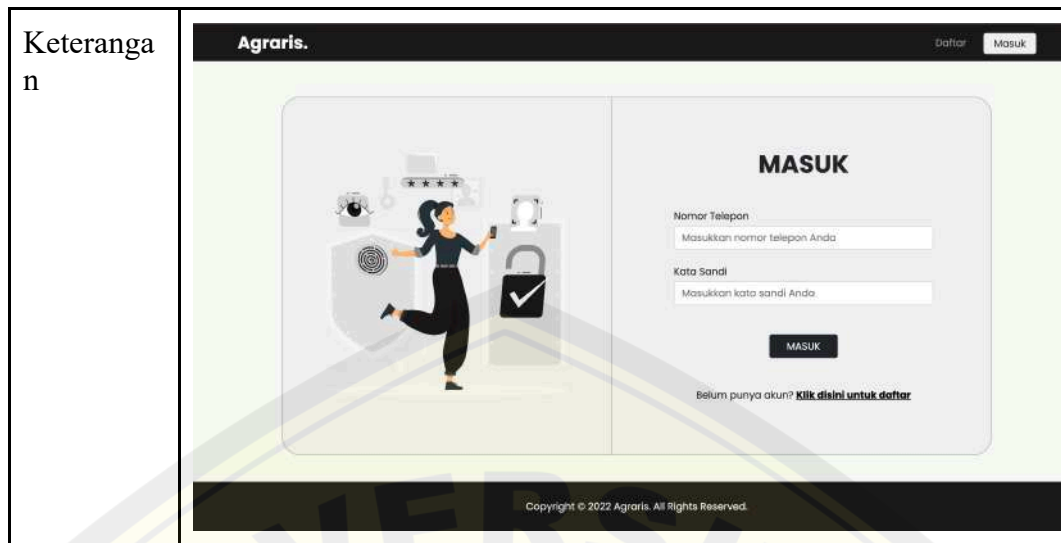 Keteranga
n
Agraris.
Daftar
Masuk
****
MASUK
Nomor Telepon
Masukkan nomor telepon Anda
Kata Sandi
Masukkan kata sandi Anda
MASUK
Belum punya akun? Klik disini untuk daftar
Copyright © 2022 Agraris. All Rights Reserved.
VERS